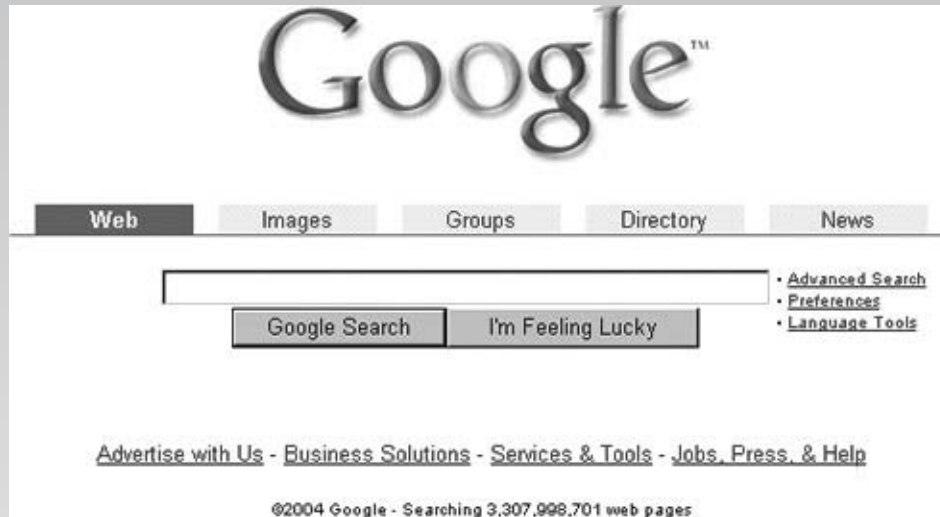 Google™
Web Images Groups Directory News
• Advanced Search
• Preferences
• Language Tools
Google Search I'm Feeling Lucky
Advertise with Us - Business Solutions - Services & Tools - Jobs, Press, & Help
©2004 Google - Searching 3,307,998,701 web pages